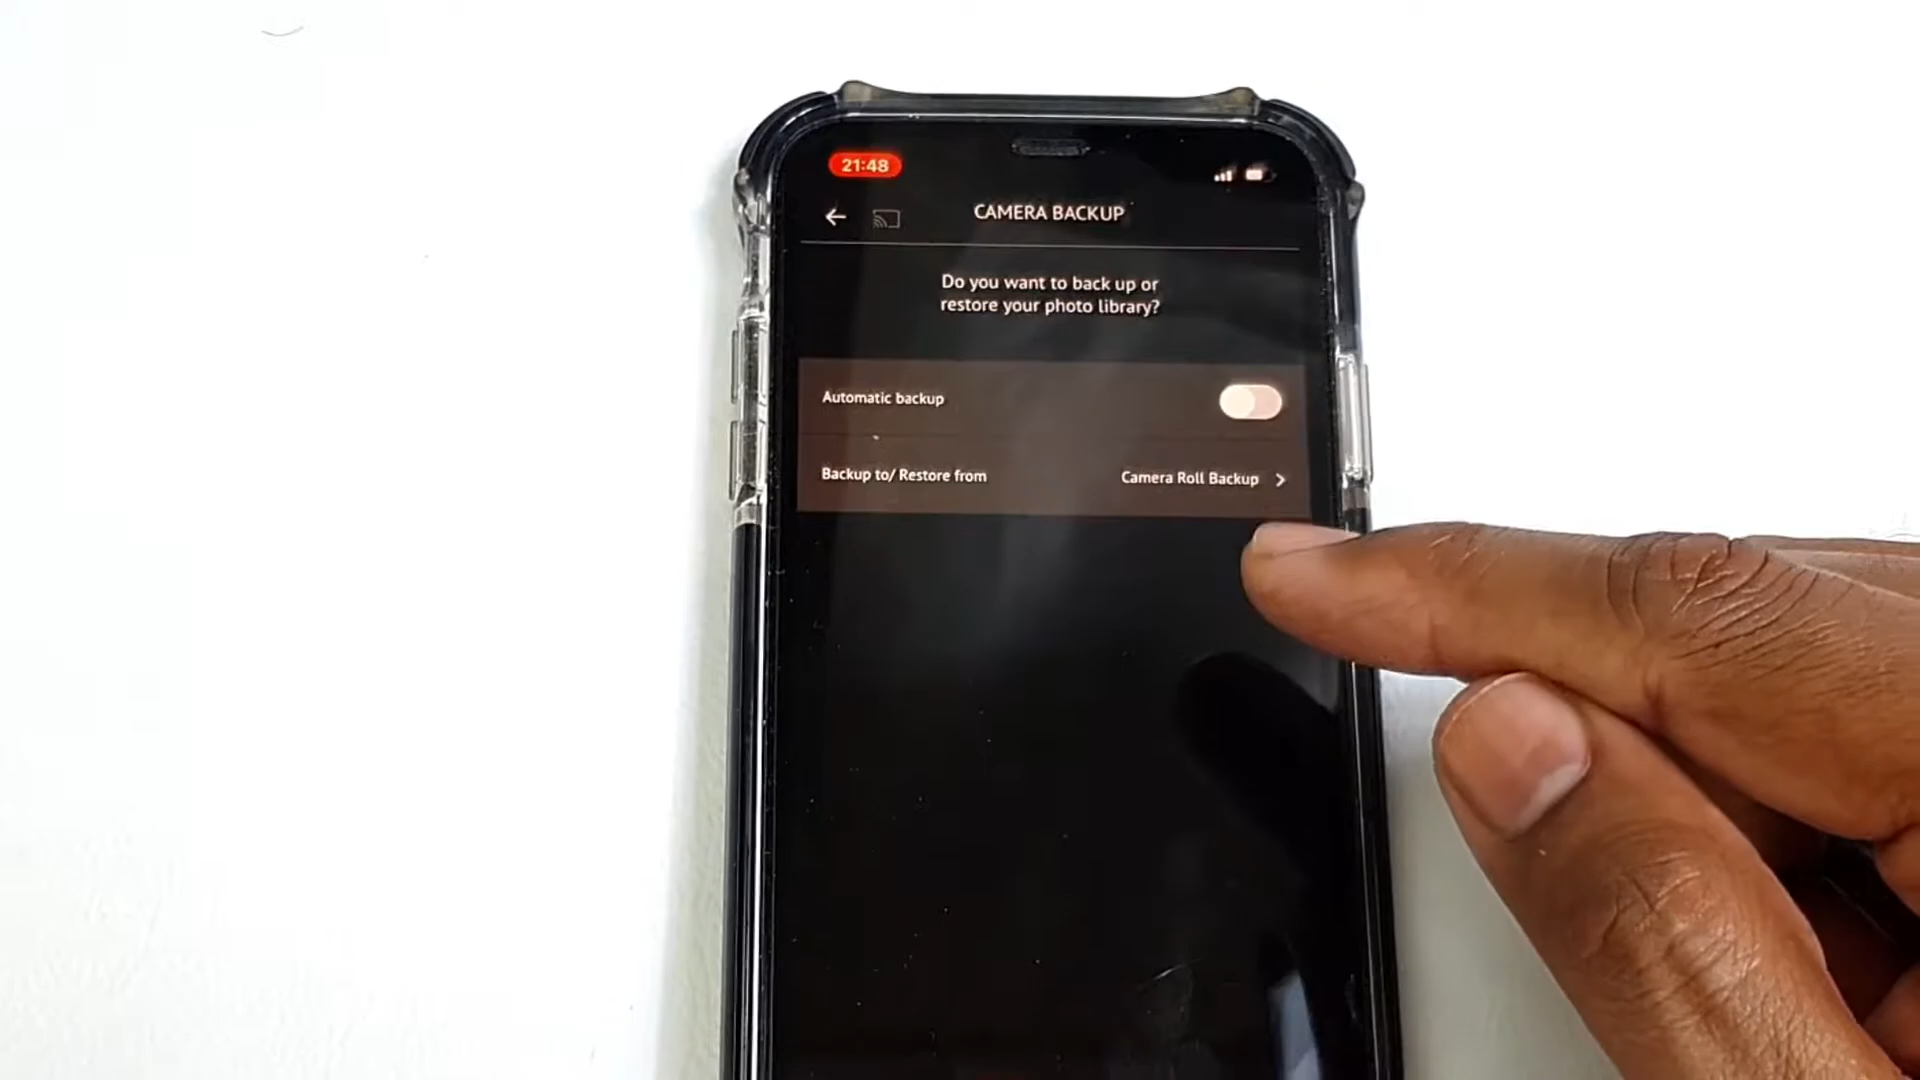 21:48
CAMERA BACKUP
Do you want to back up or
restore your photo library?
Automatic backup
Backup to/ Restore from Camera Roll Backup